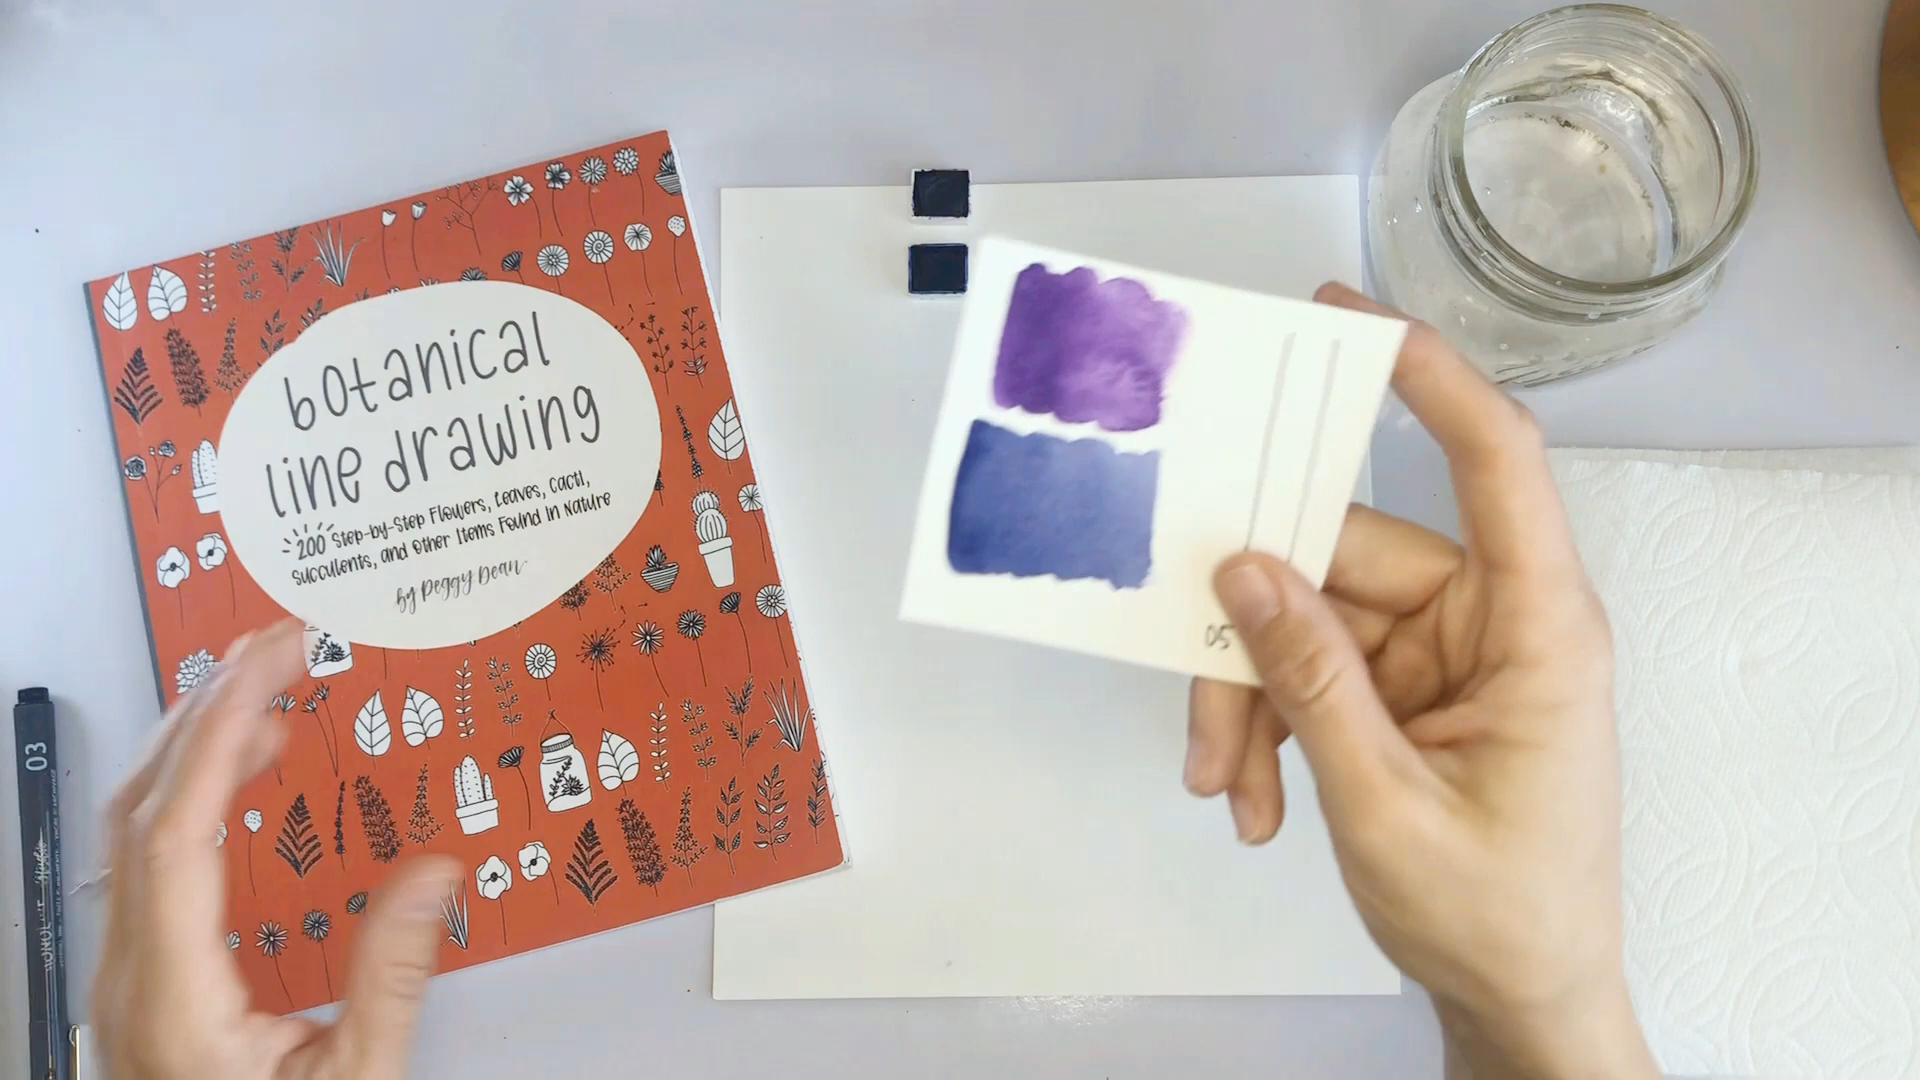 botanical
line drawing
200 Step-by-Step Flowers, Leaves, Cacti,
Succulents, and Other Items Found in Nature
by Peggy Dean
05
03